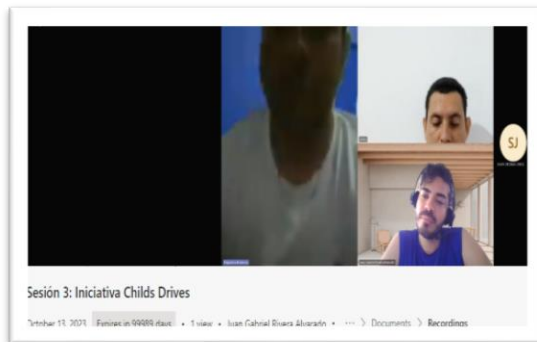 SJ
Sesión 3: Iniciativa Childs Drives
October 13, 2023 Expires in 99989 days • 1 view • Juan Gabriel Rivera Alvarado • ··· > Documents > Recordings